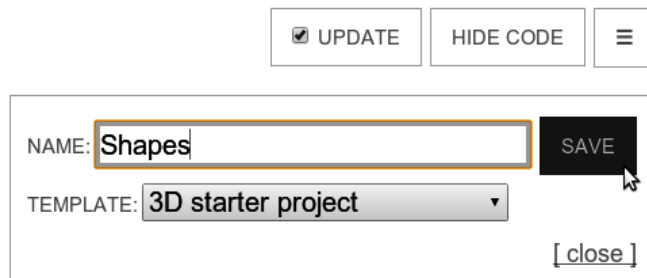 UPDATE HIDE CODE ☰
NAME: Shapes SAVE
TEMPLATE: 3D starter project
[ close ]